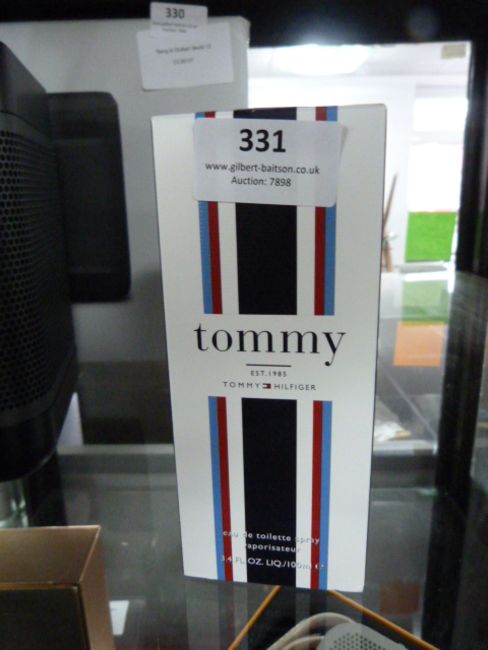 330
331
www.gilbert-baitson.co.uk
Auction: 7898
tommy
EST. 1985
TOMMY HILFIGER
eau de toilette spray
vaporisateur
3.4 FL. OZ. LIQ./100ml e